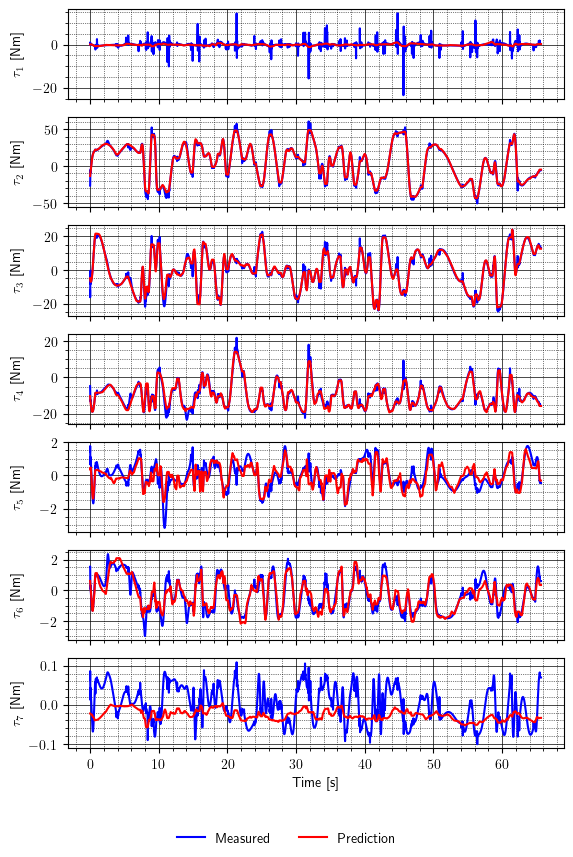 τ1 [Nm]
0
−20
τ2 [Nm]
50
0
−50
τ3 [Nm]
20
0
−20
τ4 [Nm]
20
0
−20
τ5 [Nm]
2
0
−2
τ6 [Nm]
2
0
−2
τ7 [Nm]
0.1
0.0
−0.1
0 10 20 30 40 50 60
Time [s]
Measured Prediction